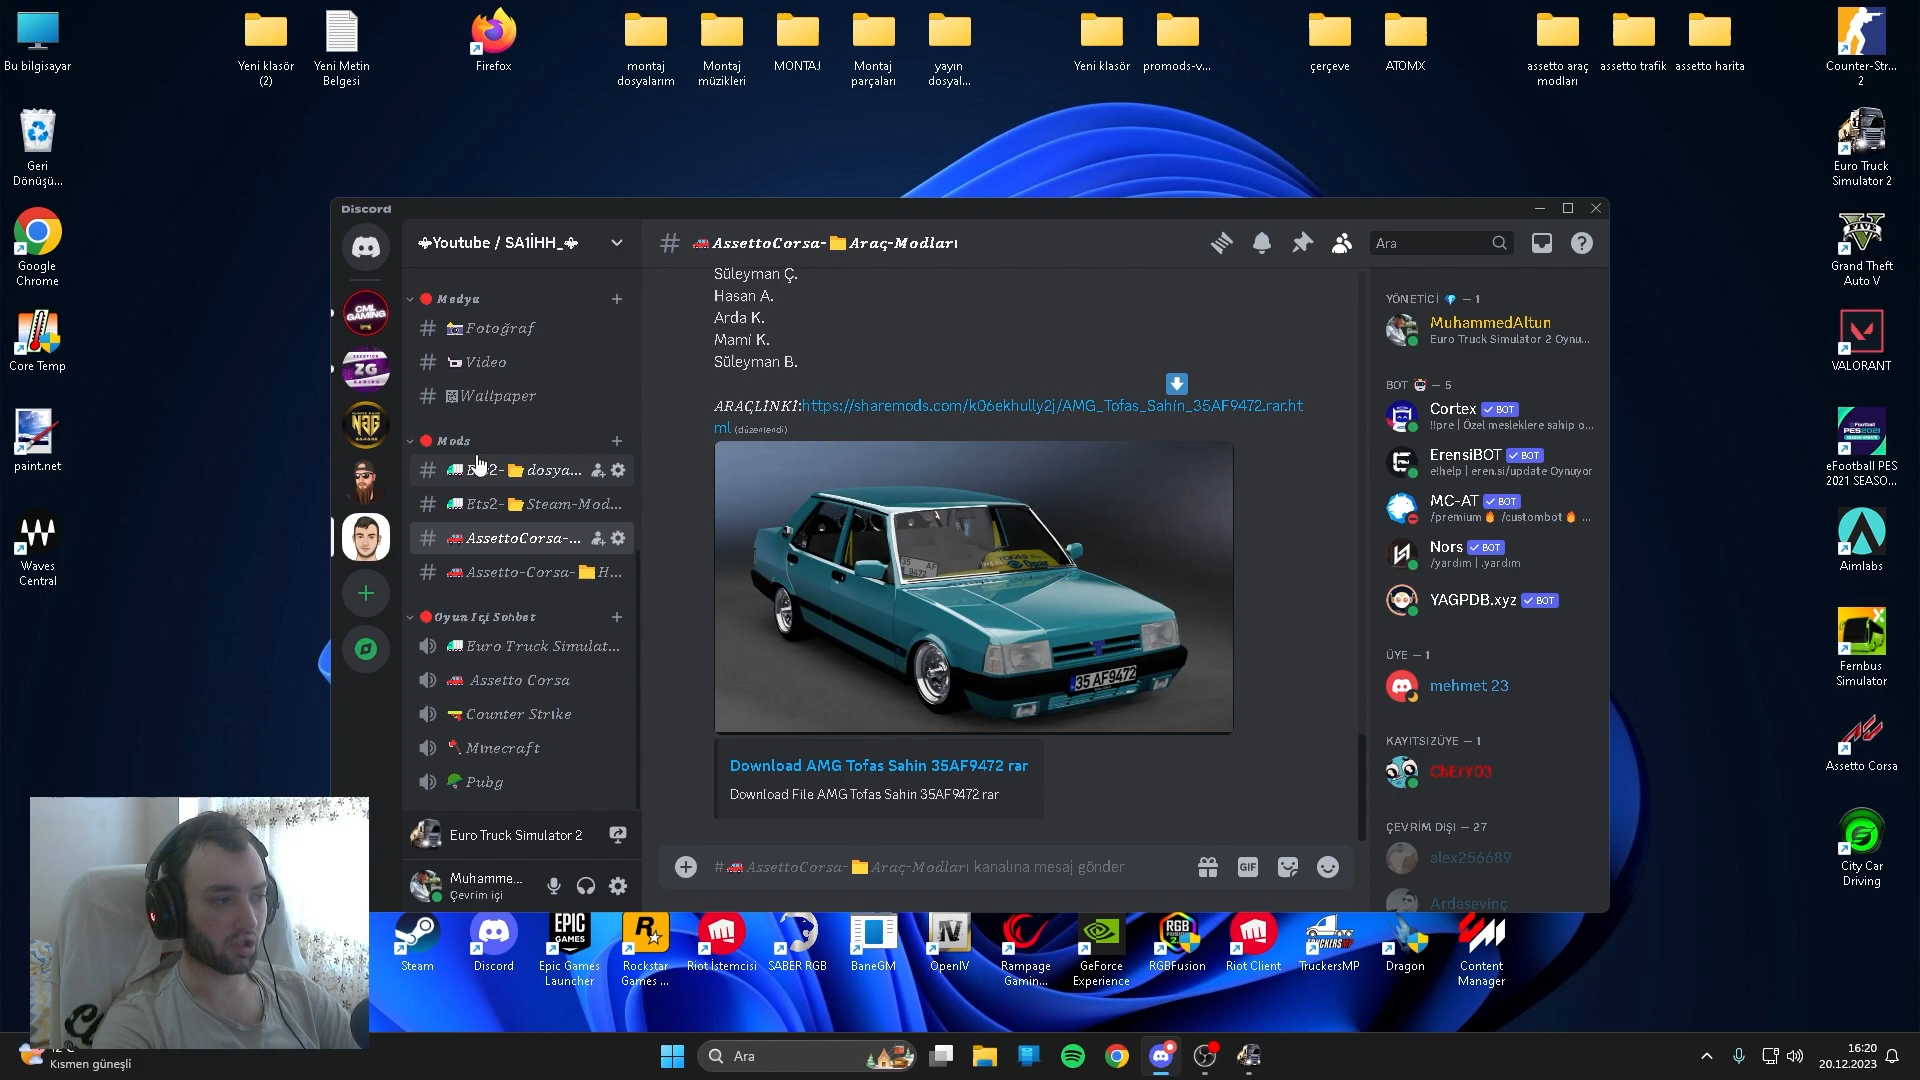 Bu bilgisayar
Yeni klasör
(2)
Yeni Metin
Belgesi
Firefox
montaj
dosyalarım
Montaj
müzikleri
MONTAJ
Montaj
parçaları
yayın
dosyal...
Yeni klasör
promods-v...
çerçeve
ATOMX
assetto araç
modları
assetto trafik
assetto harita
Counter-Str...
2
Geri
Dönüşü...
Google
Chrome
Core Temp
paint.net
Waves
Central
Euro Truck
Simulator 2
Grand Theft
Auto V
VALORANT
eFootball PES
2021 SEASO...
Aimlabs
Fernbus
Simulator
Assetto Corsa
City Car
Driving
Discord
Youtube / SA1İHH_
Medya
Fotoğraf
Video
Wallpaper
Mods
Ets2- dosya...
Ets2- Steam-Mod...
AssettoCorsa-...
Assetto-Corsa- H...
Oyun Içi Sohbet
Euro Truck Simulat...
Assetto Corsa
Counter Strike
Minecraft
Pubg
Euro Truck Simulator 2
Muhamme...
Çevrim içi
# AssettoCorsa- Araç-Modları
Ara
Süleyman Ç.
Hasan A.
Arda K.
Mami K.
Süleyman B.
ARAÇLİNKİ:https://sharemods.com/k06ekhully2j/AMG_Tofas_Sahin_35AF9472.rar.ht
ml (düzenlendi)
35 AF9472
Download AMG Tofas Sahin 35AF9472 rar
Download File AMG Tofas Sahin 35AF9472 rar
# AssettoCorsa- Araç-Modları kanalına mesaj gönder
GIF
YÖNETİCİ — 1
MuhammedAltun
Euro Truck Simulator 2 Oynu...
BOT — 5
Cortex BOT
!!pre | Özel mesleklere sahip o...
ErensiBOT BOT
e!help | eren.si/update Oynuyor
MC-AT BOT
/premium /custombot ...
Nors BOT
/yardım | .yardım
YAGPDB.xyz BOT
ÜYE — 1
mehmet 23
KAYITSIZÜYE — 1
ChErY03
ÇEVRİM DIŞI — 27
alex256689
Ardasevinç
CML
GAMING
ZG
Steam
Discord
Epic Games
Launcher
Rockstar
Games ...
Riot İstemcisi
SABER RGB
BaneGM
OpenIV
Rampage
Gamin...
GeForce
Experience
RGBFusion
Riot Client
TruckersMP
Dragon
Content
Manager
12°C
Kısmen güneşli
Ara
16:20
20.12.2023